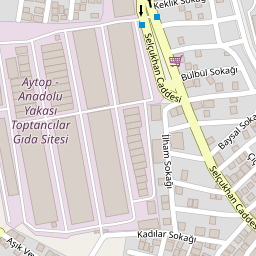 Keklik Sokağı
Selçukhan Caddesi
Bülbül Sokağı
Aytop -
Anadolu
Yakası
Toptancılar
Gıda Sitesi
İlham Sokağı
Baysal Soka
Selçukhan Caddesi
Kadılar Sokağı
Aşık Ve